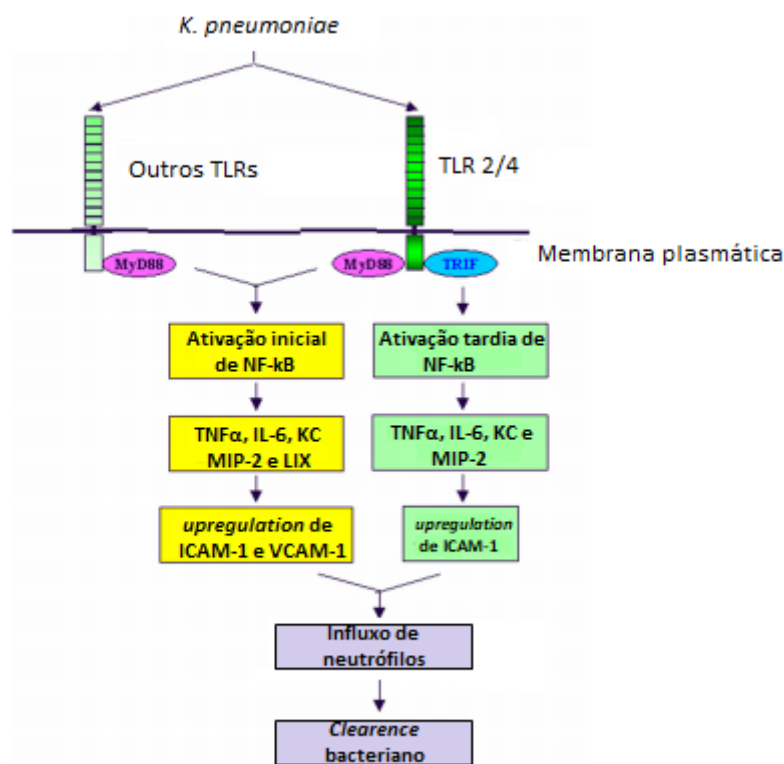 K. pneumoniae
Outros TLRs
TLR 2/4
Membrana plasmática
MyD88
MyD88
TRIF
Ativação inicial
de NF-kB
Ativação tardia de
NF-kB
TNFα, IL-6, KC
MIP-2 e LIX
TNFα, IL-6, KC e
MIP-2
upregulation de
ICAM-1 e VCAM-1
upregulation
de ICAM-1
Influxo de
neutrófilos
Clearence
bacteriano